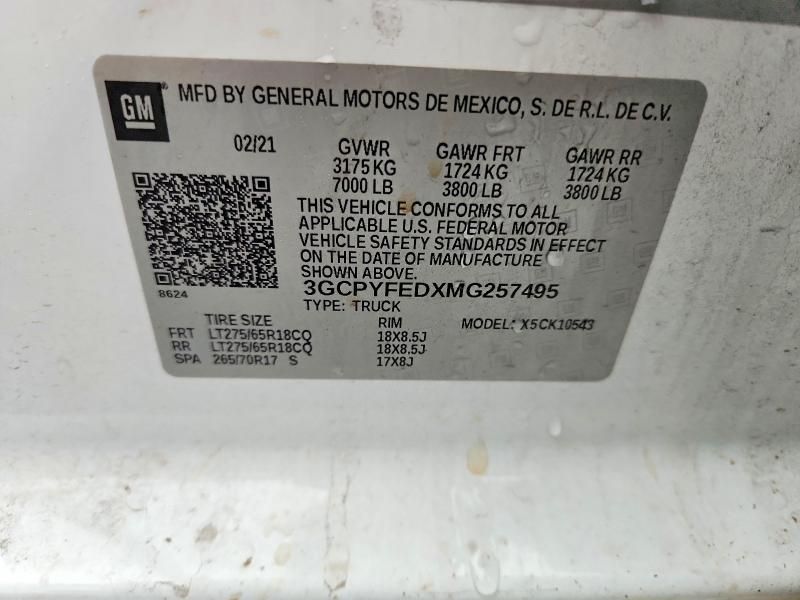 GM MFD BY GENERAL MOTORS DE MEXICO, S. DE R.L. DE C.V.
02/21 GVWR GAWR FRT GAWR RR
3175 KG 1724 KG 1724 KG
7000 LB 3800 LB 3800 LB
THIS VEHICLE CONFORMS TO ALL
APPLICABLE U.S. FEDERAL MOTOR
VEHICLE SAFETY STANDARDS IN EFFECT
ON THE DATE OF MANUFACTURE
SHOWN ABOVE.
8624
3GCPYFEDXMG257495
TYPE: TRUCK
TIRE SIZE RIM MODEL: X5CK10543
FRT LT275/65R18CQ 18X8.5J
RR LT275/65R18CQ 18X8.5J
SPA 265/70R17 S 17X8J